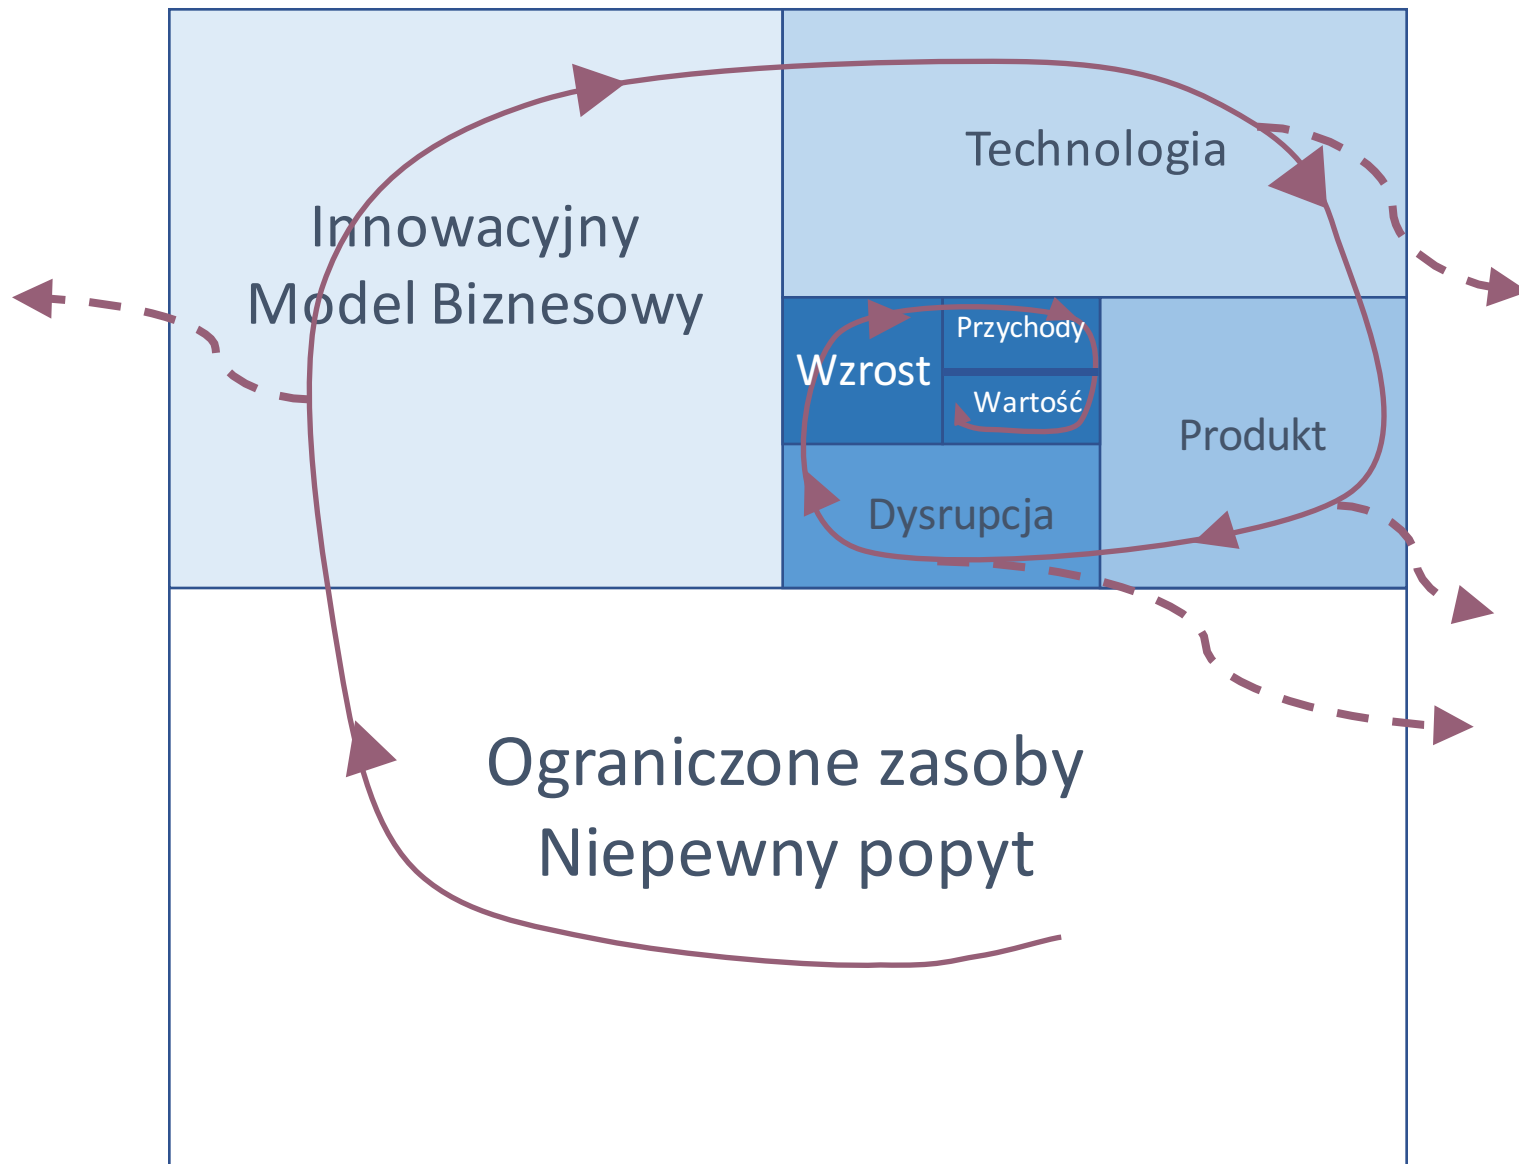 Innowacyjny
Model Biznesowy
Technologia
Wzrost
Przychody
Wartość
Produkt
Dysrupcja
Ograniczone zasoby
Niepewny popyt